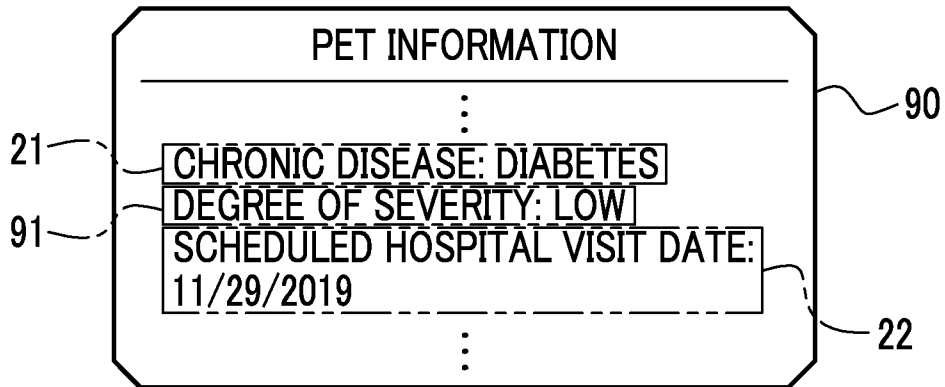 PET INFORMATION
90
21
CHRONIC DISEASE: DIABETES
91
DEGREE OF SEVERITY: LOW
SCHEDULED HOSPITAL VISIT DATE:
11/29/2019
22